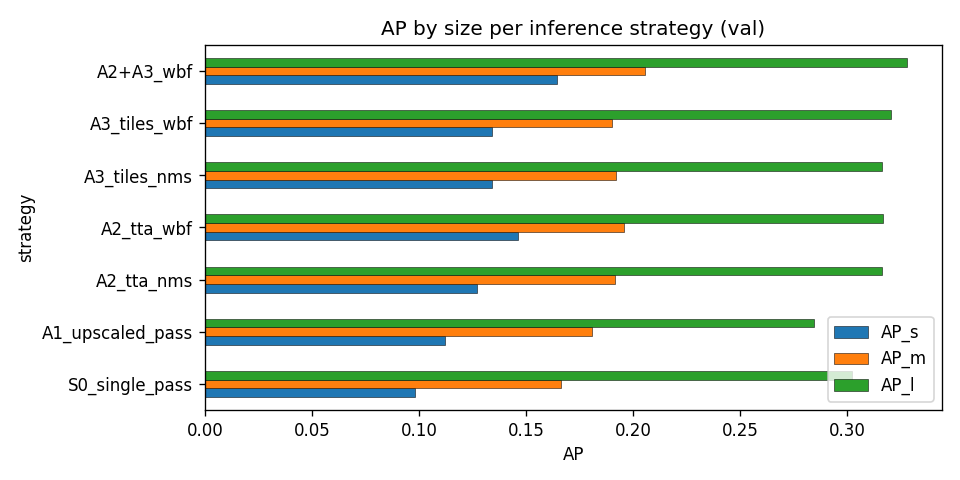 AP by size per inference strategy (val)
strategy
A2+A3_wbf
A3_tiles_wbf
A3_tiles_nms
A2_tta_wbf
A2_tta_nms
A1_upscaled_pass
S0_single_pass
AP_s
AP_m
AP_l
0.00 0.05 0.10 0.15 0.20 0.25 0.30
AP